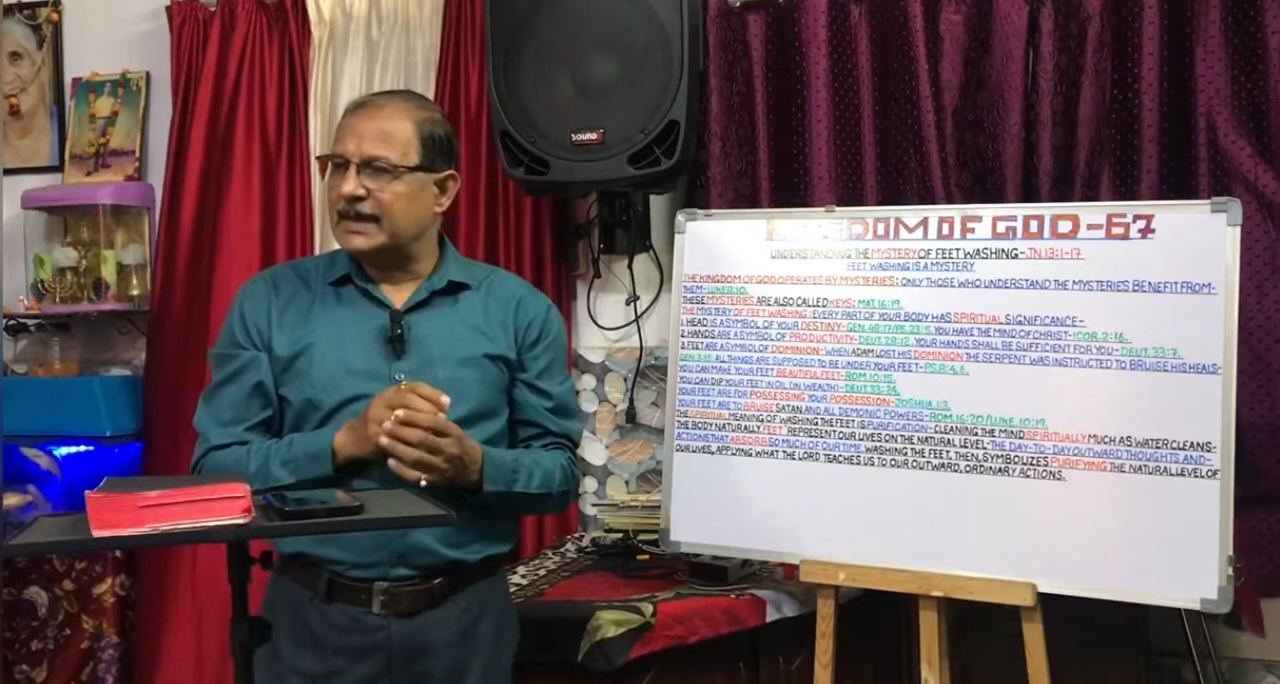 SOUND
KINGDOM OF GOD-67
UNDERSTANDING THE MYSTERY OF FEET WASHING-JN.13:1-17
FEET WASHING IS A MYSTERY
THE KINGDOM OF GOD OPERATES BY MYSTERIES: ONLY THOSE WHO UNDERSTAND THE MYSTERIES BENEFIT FROM-
THEM-LUKE.8:10.
THESE MYSTERIES ARE ALSO CALLED KEYS: MAT.16:19.
THE MYSTERY OF FEET WASHING: EVERY PART OF YOUR BODY HAS SPIRITUAL SIGNIFICANCE-
1. HEAD IS A SYMBOL OF YOUR DESTINY-GEN.48:17/PS.23:5. YOU HAVE THE MIND OF CHRIST-1COR.2:16.
2. HANDS ARE A SYMBOL OF PRODUCTIVITY-DEUT.28:12. YOUR HANDS SHALL BE SUFFICIENT FOR YOU-DEUT.33:7.
3. FEET ARE A SYMBOL OF DOMINION-WHEN ADAM LOST HIS DOMINION THE SERPENT WAS INSTRUCTED TO BRUISE HIS HEALS-
GEN.3:15. ALL THINGS ARE SUPPOSED TO BE UNDER YOUR FEET-PS.8:4,6.
YOU CAN MAKE YOUR FEET BEAUTIFUL FEET-ROM.10:15.
YOU CAN DIP YOUR FEET IN OIL (IN WEALTH)-DEUT.33:24.
YOUR FEET ARE FOR POSSESSING YOUR POSSESSION-JOSHUA.1:3.
YOUR FEET ARE TO BRUISE SATAN AND ALL DEMONIC POWERS-ROM.16:20/LUKE.10:19.
THE SPIRITUAL MEANING OF WASHING THE FEET IS PURIFICATION-CLEANING THE MIND SPIRITUALLY MUCH AS WATER CLEANS-
THE BODY NATURALLY. FEET REPRESENT OUR LIVES ON THE NATURAL LEVEL-THE DAY-TO-DAY OUTWARD THOUGHTS AND-
ACTIONS THAT ABSORB SO MUCH OF OUR TIME. WASHING THE FEET, THEN, SYMBOLIZES PURIFYING THE NATURAL LEVEL OF
OUR LIVES, APPLYING WHAT THE LORD TEACHES US TO OUR OUTWARD, ORDINARY ACTIONS.